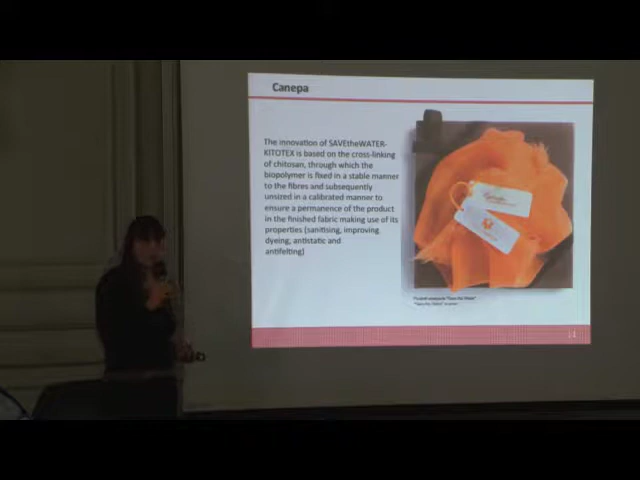 Canepa
The innovation of SAVEtheWATER-
KITOTEX is based on the cross-linking
of chitosan, through which the
biopolymer is fixed in a stable manner
to the fibres and subsequently
unsized in a calibrated manner to
ensure a permanence of the product
in the finished fabric making use of its
properties (sanitising, improving
dyeing, antistatic and
antifelting)
11